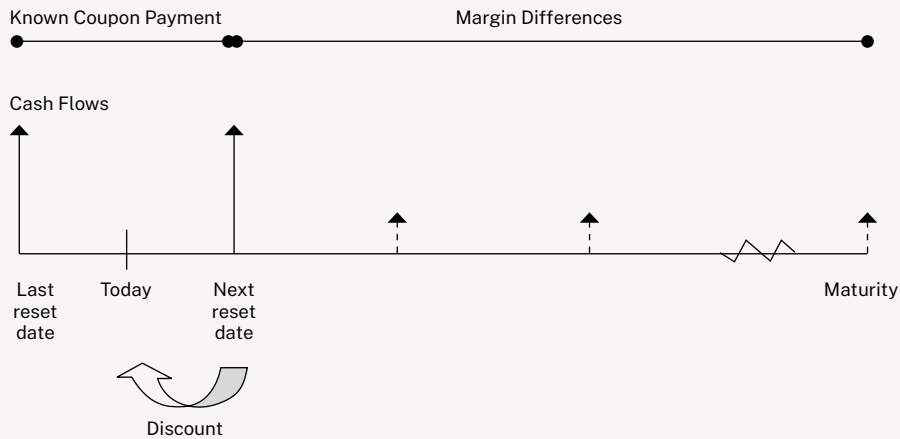 Known Coupon Payment
Margin Differences
Cash Flows
Last reset date
Today
Next reset date
Maturity
Discount